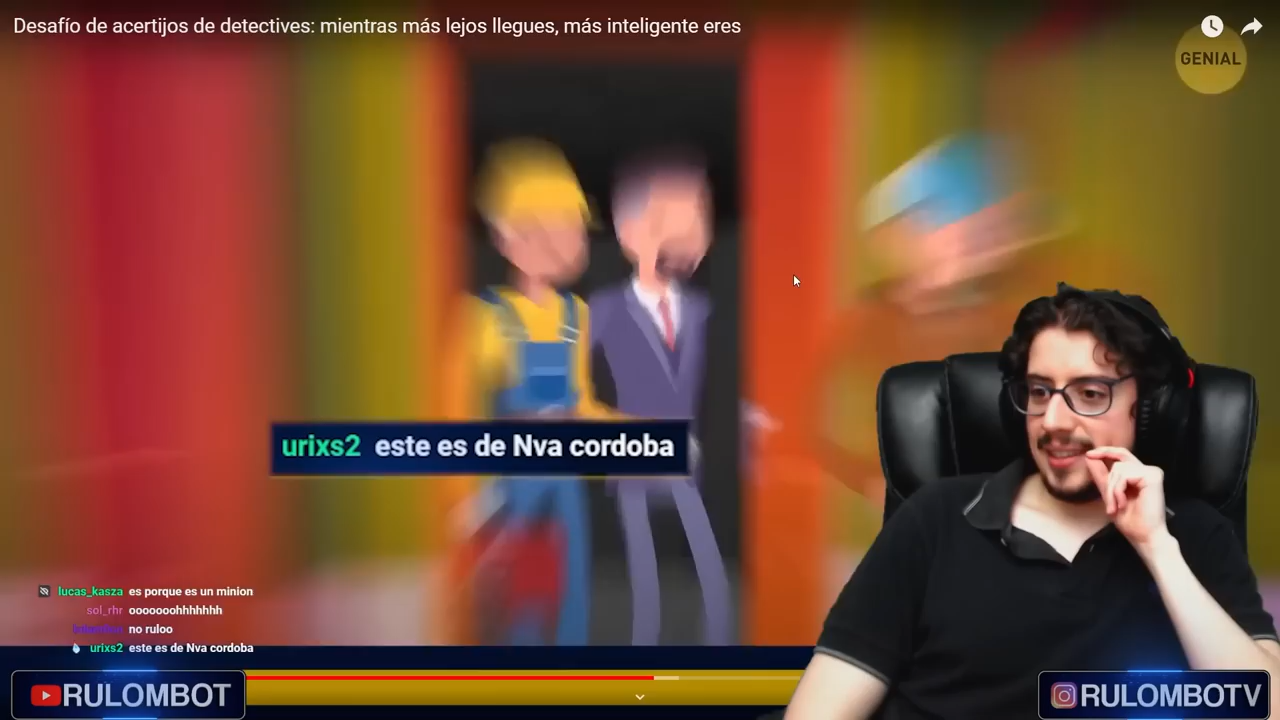 Desafío de acertijos de detectives: mientras más lejos llegues, más inteligente eres
GENIAL
urixs2 este es de Nva cordoba
lucas_kasza es porque es un minion
sol_rhr ooooooohhhhhhh
no ruloo
urixs2 este es de Nva cordoba
RULOMBOT
RULOMBOTV